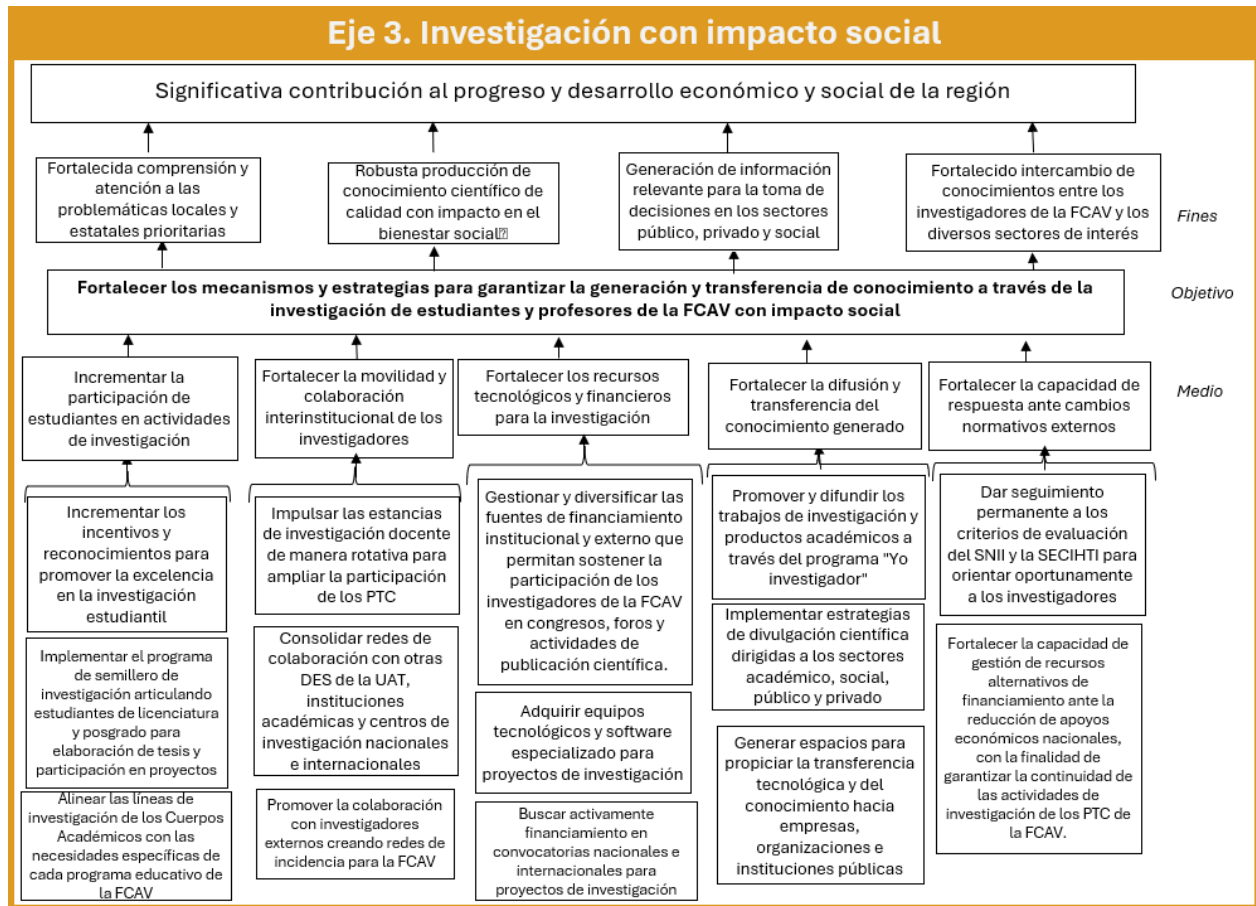 Eje 3. Investigación con impacto social
Significativa contribución al progreso y desarrollo económico y social de la región
Fortalecida comprensión y
atención a las
problemáticas locales y
estatales prioritarias
Robusta producción de
conocimiento científico de
calidad con impacto en el
bienestar social
Generación de información
relevante para la toma de
decisiones en los sectores
público, privado y social
Fortalecido intercambio de
conocimientos entre los
investigadores de la FCAV y los
diversos sectores de interés
Fines
Fortalecer los mecanismos y estrategias para garantizar la generación y transferencia de conocimiento a través de la
investigación de estudiantes y profesores de la FCAV con impacto social
Objetivo
Incrementar la
participación de
estudiantes en actividades
de investigación
Fortalecer la movilidad y
colaboración
interinstitucional de los
investigadores
Fortalecer los recursos
tecnológicos y financieros
para la investigación
Fortalecer la difusión y
transferencia del
conocimiento generado
Fortalecer la capacidad de
respuesta ante cambios
normativos externos
Medio
Incrementar los
incentivos y
reconocimientos para
promover la excelencia
en la investigación
estudiantil
Implementar el programa
de semillero de
investigación articulando
estudiantes de licenciatura
y posgrado para
elaboración de tesis y
participación en proyectos
Alinear las líneas de
investigación de los Cuerpos
Académicos con las
necesidades específicas de
cada programa educativo de
la FCAV
Impulsar las estancias
de investigación docente
de manera rotativa para
ampliar la participación
de los PTC
Consolidar redes de
colaboración con otras
DES de la UAT,
instituciones
académicas y centros de
investigación nacionales
e internacionales
Promover la colaboración
con investigadores
externos creando redes de
incidencia para la FCAV
Gestionar y diversificar las
fuentes de financiamiento
institucional y externo que
permitan sostener la
participación de los
investigadores de la FCAV
en congresos, foros y
actividades de
publicación científica.
Adquirir equipos
tecnológicos y software
especializado para
proyectos de investigación
Buscar activamente
financiamiento en
convocatorias nacionales e
internacionales para
proyectos de investigación
Promover y difundir los
trabajos de investigación y
productos académicos a
través del programa "Yo
investigador"
Implementar estrategias
de divulgación científica
dirigidas a los sectores
académico, social,
público y privado
Generar espacios para
propiciar la transferencia
tecnológica y del
conocimiento hacia
empresas,
organizaciones e
instituciones públicas
Dar seguimiento
permanente a los
criterios de evaluación
del SNII y la SECIHTI para
orientar oportunamente
a los investigadores
Fortalecer la capacidad de
gestión de recursos
alternativos de
financiamiento ante la
reducción de apoyos
económicos nacionales,
con la finalidad de
garantizar la continuidad de
las actividades de
investigación de los PTC de
la FCAV.